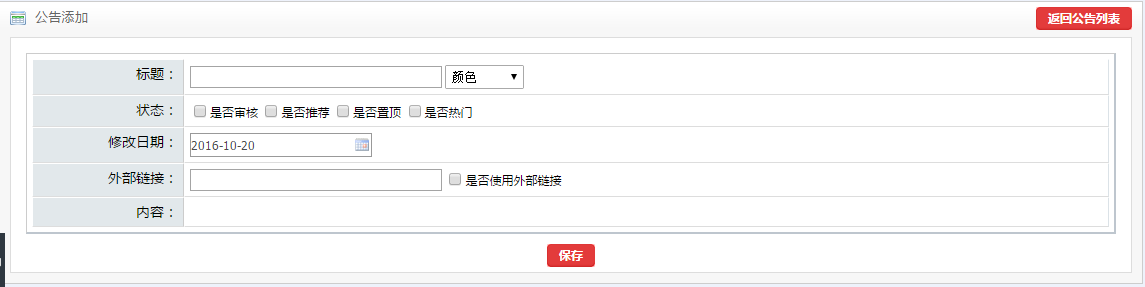 公告添加 返回公告列表
标题： 颜色
状态： 是否审核 是否推荐 是否置顶 是否热门
修改日期： 2016-10-20
外部链接： 是否使用外部链接
内容：
保存